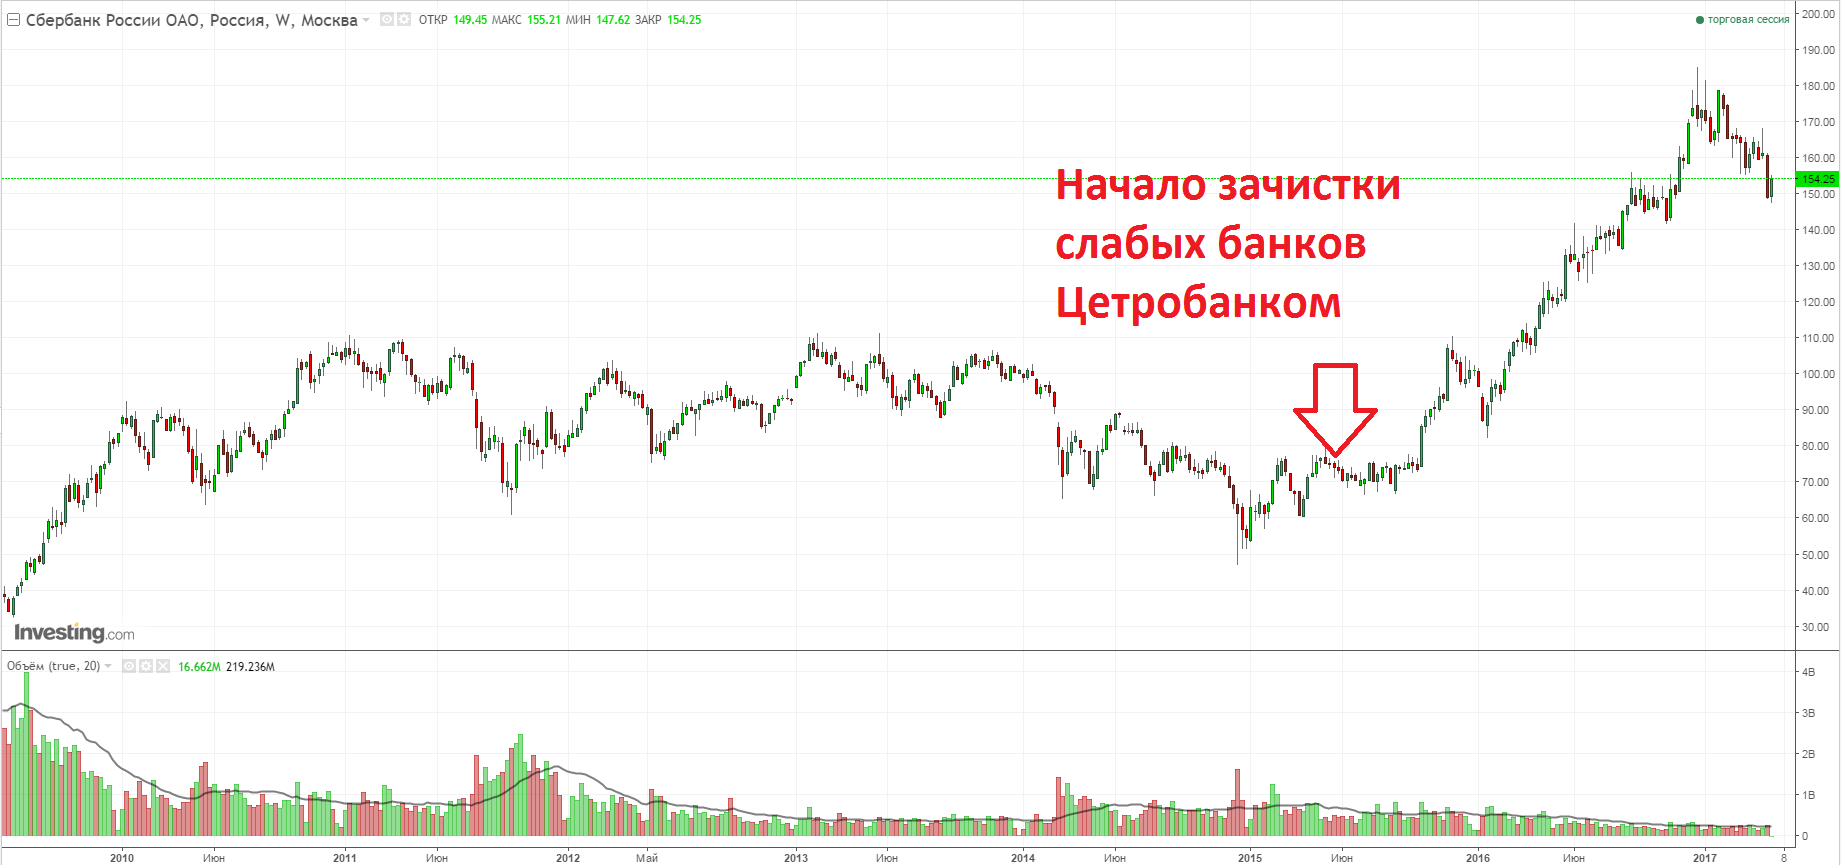 Сбербанк России ОАО, Россия, W, Москва ОТКР 149.45 МАКС 155.21 МИН 147.62 ЗАКР 154.25
торговая сессия
200.00
190.00
180.00
170.00
160.00
154.25
150.00
140.00
130.00
120.00
110.00
100.00
90.00
80.00
70.00
60.00
50.00
40.00
30.00
Начало зачистки
слабых банков
Цетробанком
Investing.com
Объём (true, 20) 16.662M 219.236M
4B
3B
2B
1B
0
2010 Июн 2011 Июн 2012 Май 2013 Июн 2014 Июн 2015 Июн 2016 Июн 2017 8